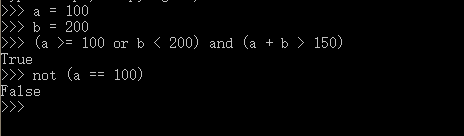 >>> a = 100
>>> b = 200
>>> (a >= 100 or b < 200) and (a + b > 150)
True
>>> not (a == 100)
False
>>>